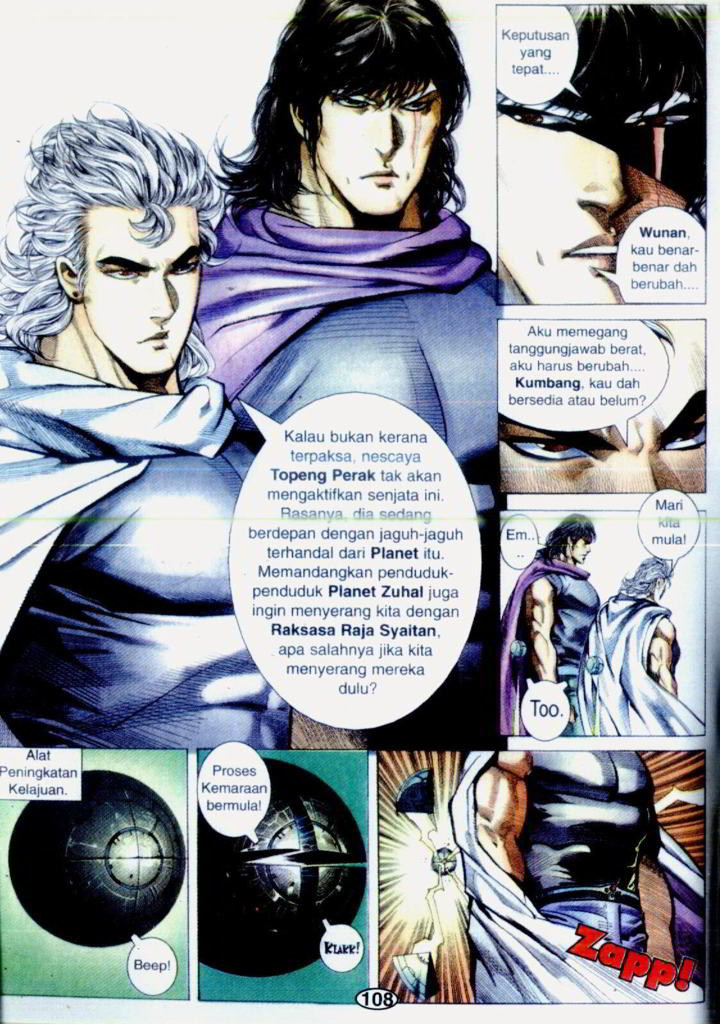 Kalau bukan kerana
terpaksa, nescaya
Topeng Perak tak akan
mengaktifkan senjata ini.
Rasanya, dia sedang
berdepan dengan jaguh-jaguh
terhandal dari Planet itu.
Memandangkan penduduk-
penduduk Planet Zuhal juga
ingin menyerang kita dengan
Raksasa Raja Syaitan,
apa salahnya jika kita
menyerang mereka
dulu?
Keputusan
yang
tepat....
Wunan,
kau benar-
benar dah
berubah....
Aku memegang
tanggungjawab berat,
aku harus berubah....
Kumbang, kau dah
bersedia atau belum?
Em..
..
Mari
kita
mula!
Too.
Alat
Peningkatan
Kelajuan.
Beep!
Proses
Kemaraan
bermula!
KLAKK!
Zapp!
108